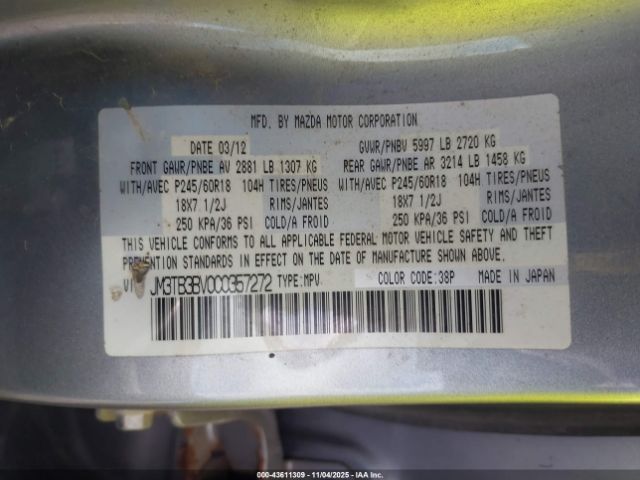 MFD. BY MAZDA MOTOR CORPORATION
DATE 03/12 GVWR/PNBV 5997 LB 2720 KG
FRONT GAWR/PNBE AV 2881 LB 1307 KG REAR GAWR/PNBE AR 3214 LB 1458 KG
WITH/AVEC P245/60R18 104H TIRES/PNEUS WITH/AVEC P245/60R18 104H TIRES/PNEUS
18X7 1/2J RIMS/JANTES 18X7 1/2J RIMS/JANTES
250 KPA/36 PSI COLD/A FROID 250 KPA/36 PSI COLD/A FROID
THIS VEHICLE CONFORMS TO ALL APPLICABLE FEDERAL MOTOR VEHICLE SAFETY AND THEFT
PREVENTION STANDARDS IN EFFECT ON THE DATE OF MANUFACTURE SHOWN ABOVE.
JM3TB3BV0C0357272 TYPE:MPV COLOR CODE:38P MADE IN JAPAN
000-43611309 - 11/04/2025 - IAA Inc.